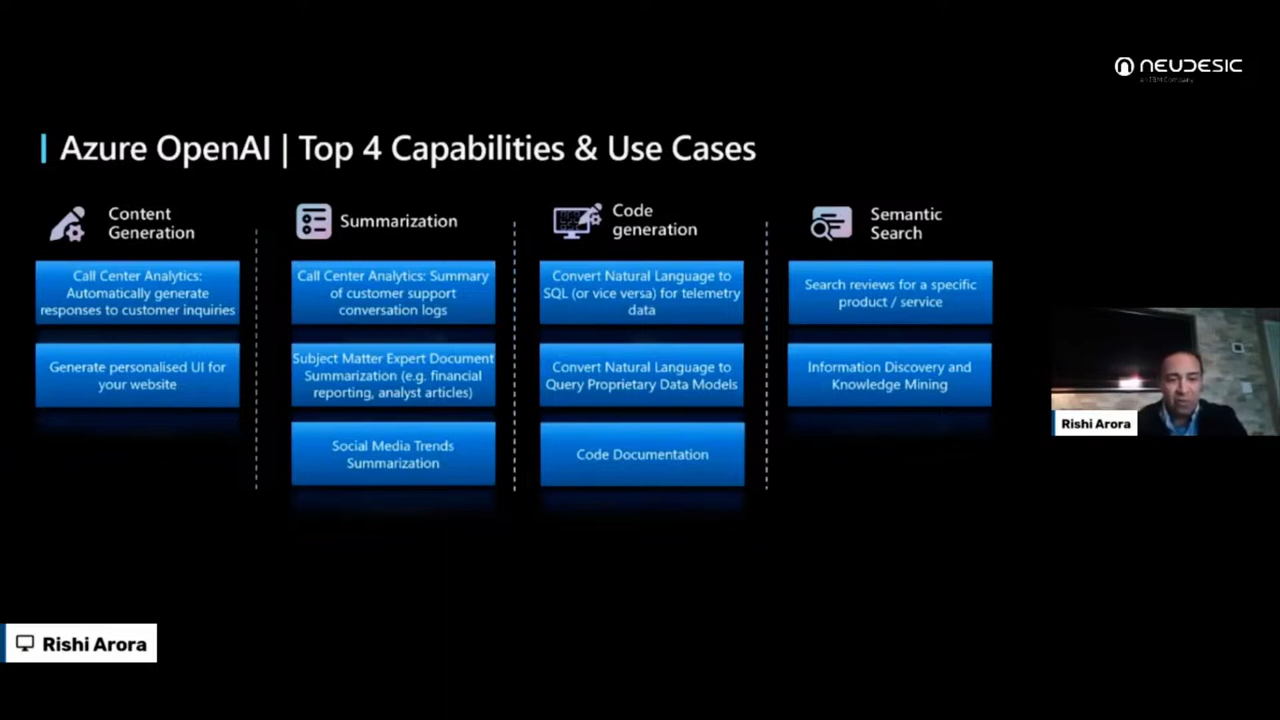 NEUDESIC
an IBM Company
Azure OpenAI | Top 4 Capabilities & Use Cases
Content
Generation
Call Center Analytics:
Automatically generate
responses to customer inquiries
Generate personalised UI for
your website
Summarization
Call Center Analytics: Summary
of customer support
conversation logs
Subject Matter Expert Document
Summarization (e.g. financial
reporting, analyst articles)
Social Media Trends
Summarization
Code
generation
Convert Natural Language to
SQL (or vice versa) for telemetry
data
Convert Natural Language to
Query Proprietary Data Models
Code Documentation
Semantic
Search
Search reviews for a specific
product / service
Information Discovery and
Knowledge Mining
Rishi Arora
Rishi Arora